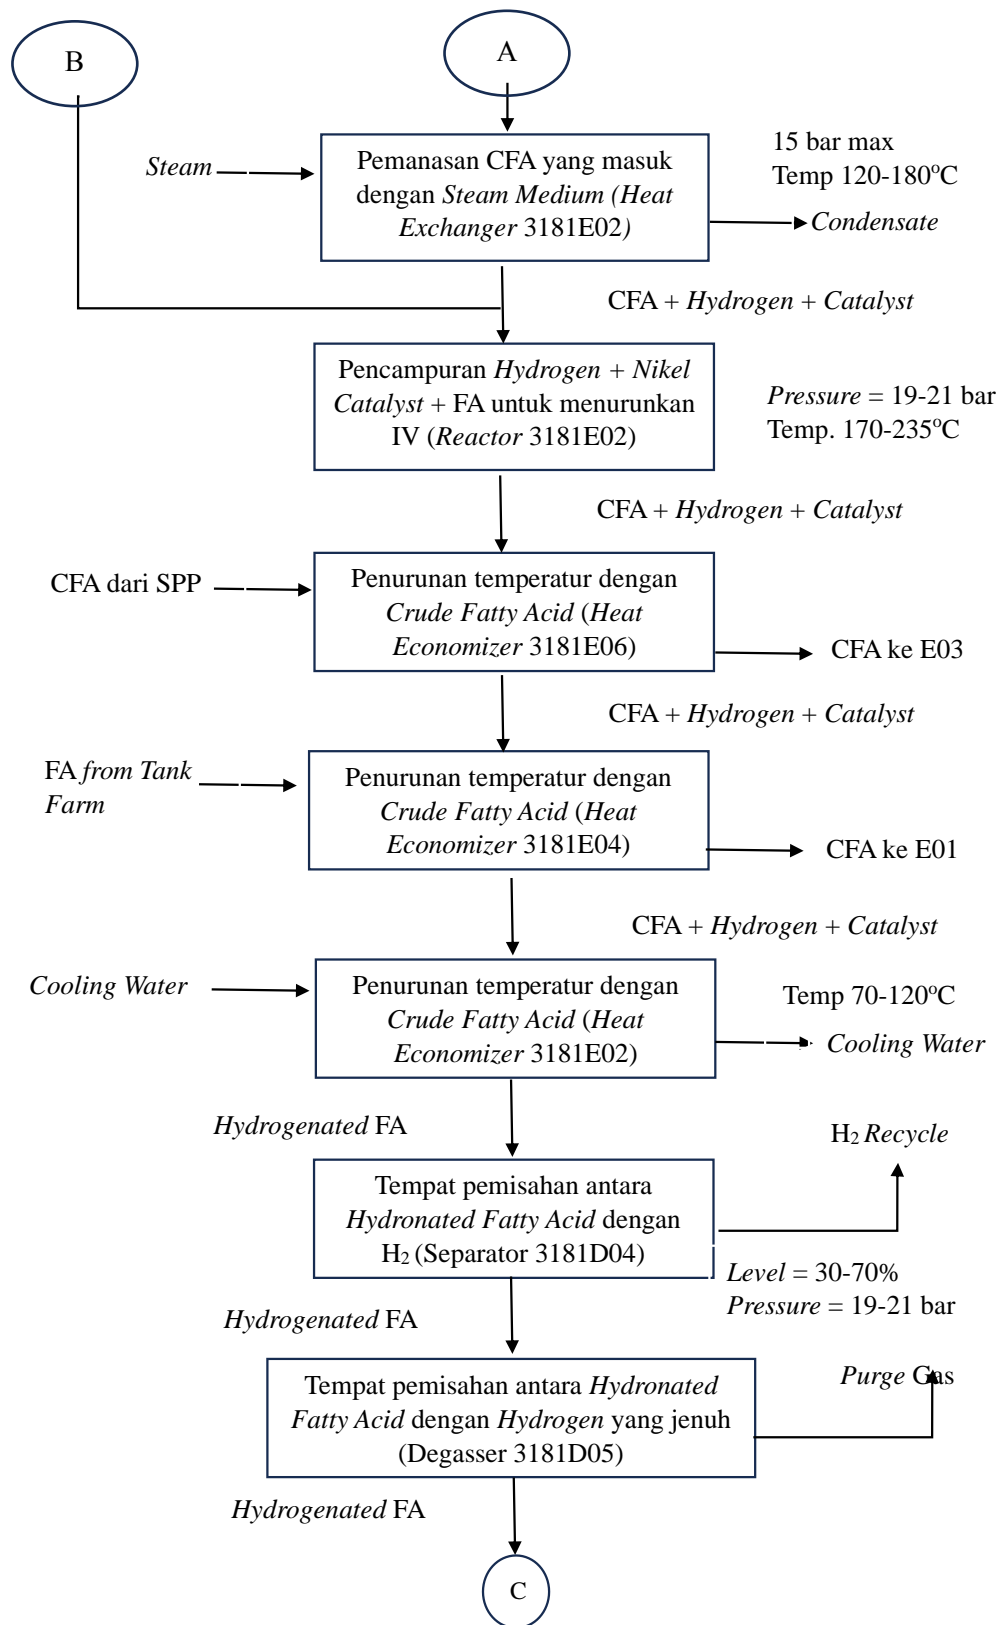 B
A
15 bar max
Temp 120-180°C
Steam
Pemanasan CFA yang masuk
dengan Steam Medium (Heat
Exchanger 3181E02)
Condensate
CFA + Hydrogen + Catalyst
Pencampuran Hydrogen + Nikel
Catalyst + FA untuk menurunkan
IV (Reactor 3181E02)
Pressure = 19-21 bar
Temp. 170-235°C
CFA + Hydrogen + Catalyst
CFA dari SPP
Penurunan temperatur dengan
Crude Fatty Acid (Heat
Economizer 3181E06)
CFA ke E03
CFA + Hydrogen + Catalyst
FA from Tank
Farm
Penurunan temperatur dengan
Crude Fatty Acid (Heat
Economizer 3181E04)
CFA ke E01
CFA + Hydrogen + Catalyst
Cooling Water
Penurunan temperatur dengan
Crude Fatty Acid (Heat
Economizer 3181E02)
Temp 70-120°C
Cooling Water
Hydrogenated FA
H2 Recycle
Tempat pemisahan antara
Hydronated Fatty Acid dengan
H2 (Separator 3181D04)
Level = 30-70%
Pressure = 19-21 bar
Hydrogenated FA
Purge Gas
Tempat pemisahan antara Hydronated
Fatty Acid dengan Hydrogen yang jenuh
(Degasser 3181D05)
Hydrogenated FA
C